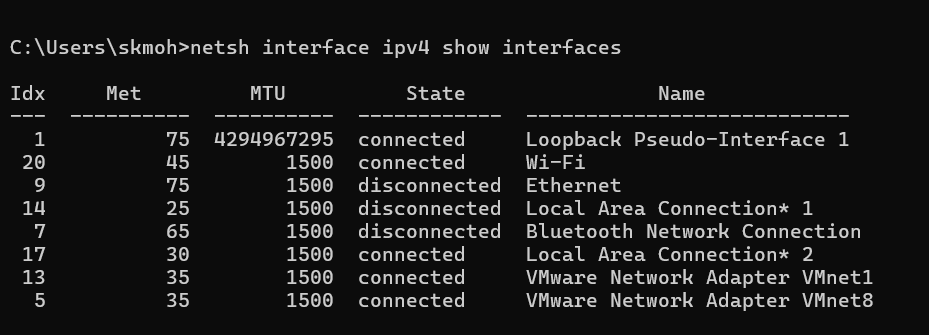 C:\Users\skmoh>netsh interface ipv4 show interfaces
Idx     Met         MTU          State                Name
---  ----------  ----------  ------------  ---------------------------
  1          75  4294967295  connected     Loopback Pseudo-Interface 1
 20          45        1500  connected     Wi-Fi
  9          75        1500  disconnected  Ethernet
 14          25        1500  disconnected  Local Area Connection* 1
  7          65        1500  disconnected  Bluetooth Network Connection
 17          30        1500  connected     Local Area Connection* 2
 13          35        1500  connected     VMware Network Adapter VMnet1
  5          35        1500  connected     VMware Network Adapter VMnet8